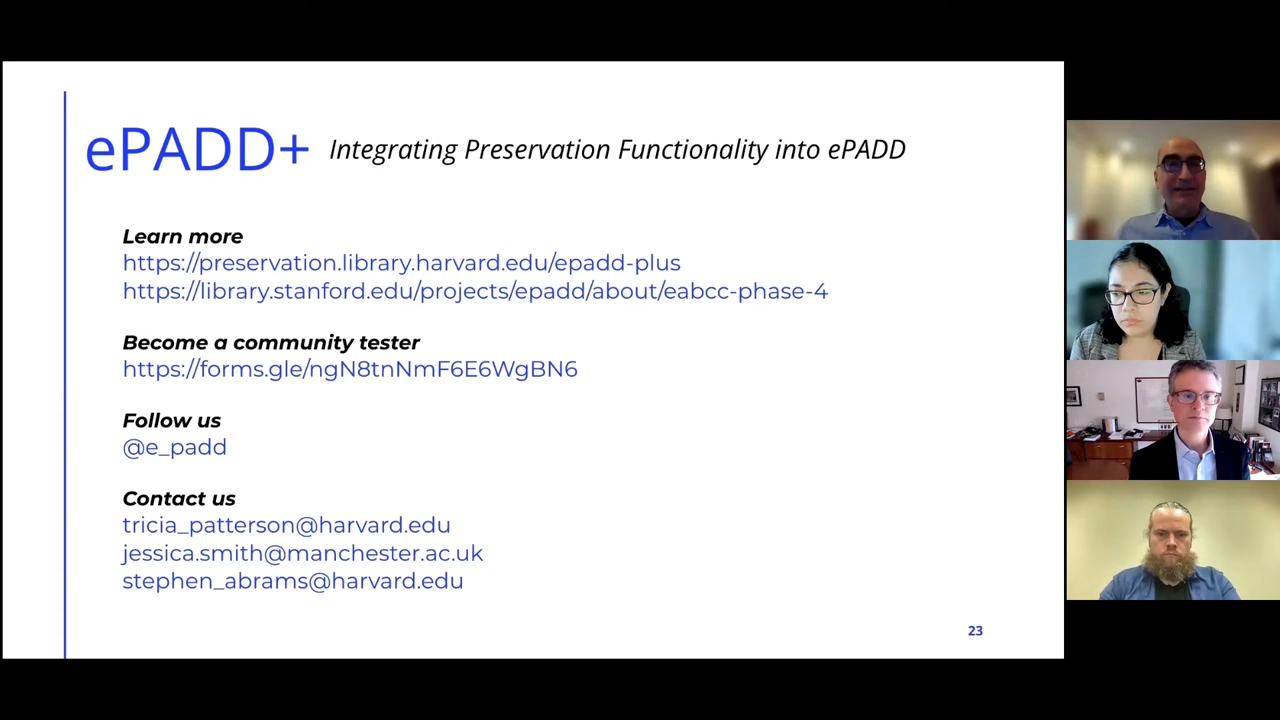 ePADD+ Integrating Preservation Functionality into ePADD
Learn more
https://preservation.library.harvard.edu/epadd-plus
https://library.stanford.edu/projects/epadd/about/eabcc-phase-4
Become a community tester
https://forms.gle/ngN8tnNmF6E6WgBN6
Follow us
@e_padd
Contact us
tricia_patterson@harvard.edu
jessica.smith@manchester.ac.uk
stephen_abrams@harvard.edu
23